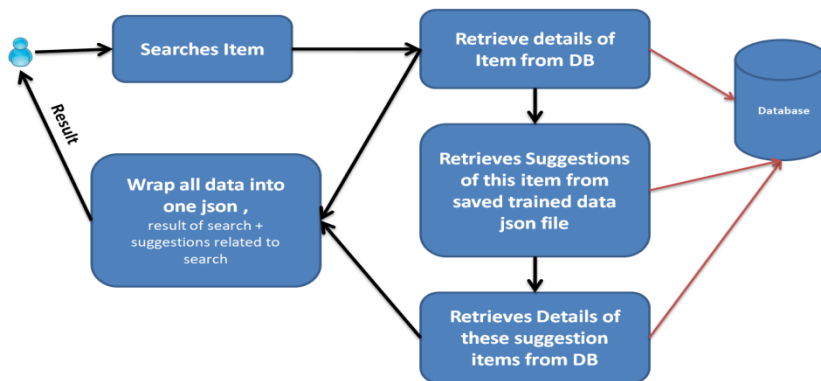 Searches Item
Retrieve details of
Item from DB
Database
Result
Retrieves Suggestions
of this item from
saved trained data
json file
Wrap all data into
one json ,
result of search +
suggestions related to
search
Retrieves Details of
these suggestion
items from DB